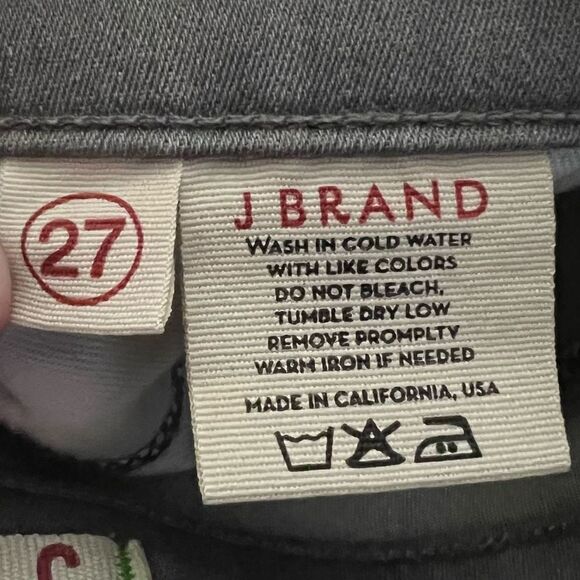 27
J BRAND
WASH IN COLD WATER
WITH LIKE COLORS
DO NOT BLEACH,
TUMBLE DRY LOW
REMOVE PROMPLTY
WARM IRON IF NEEDED
MADE IN CALIFORNIA, USA